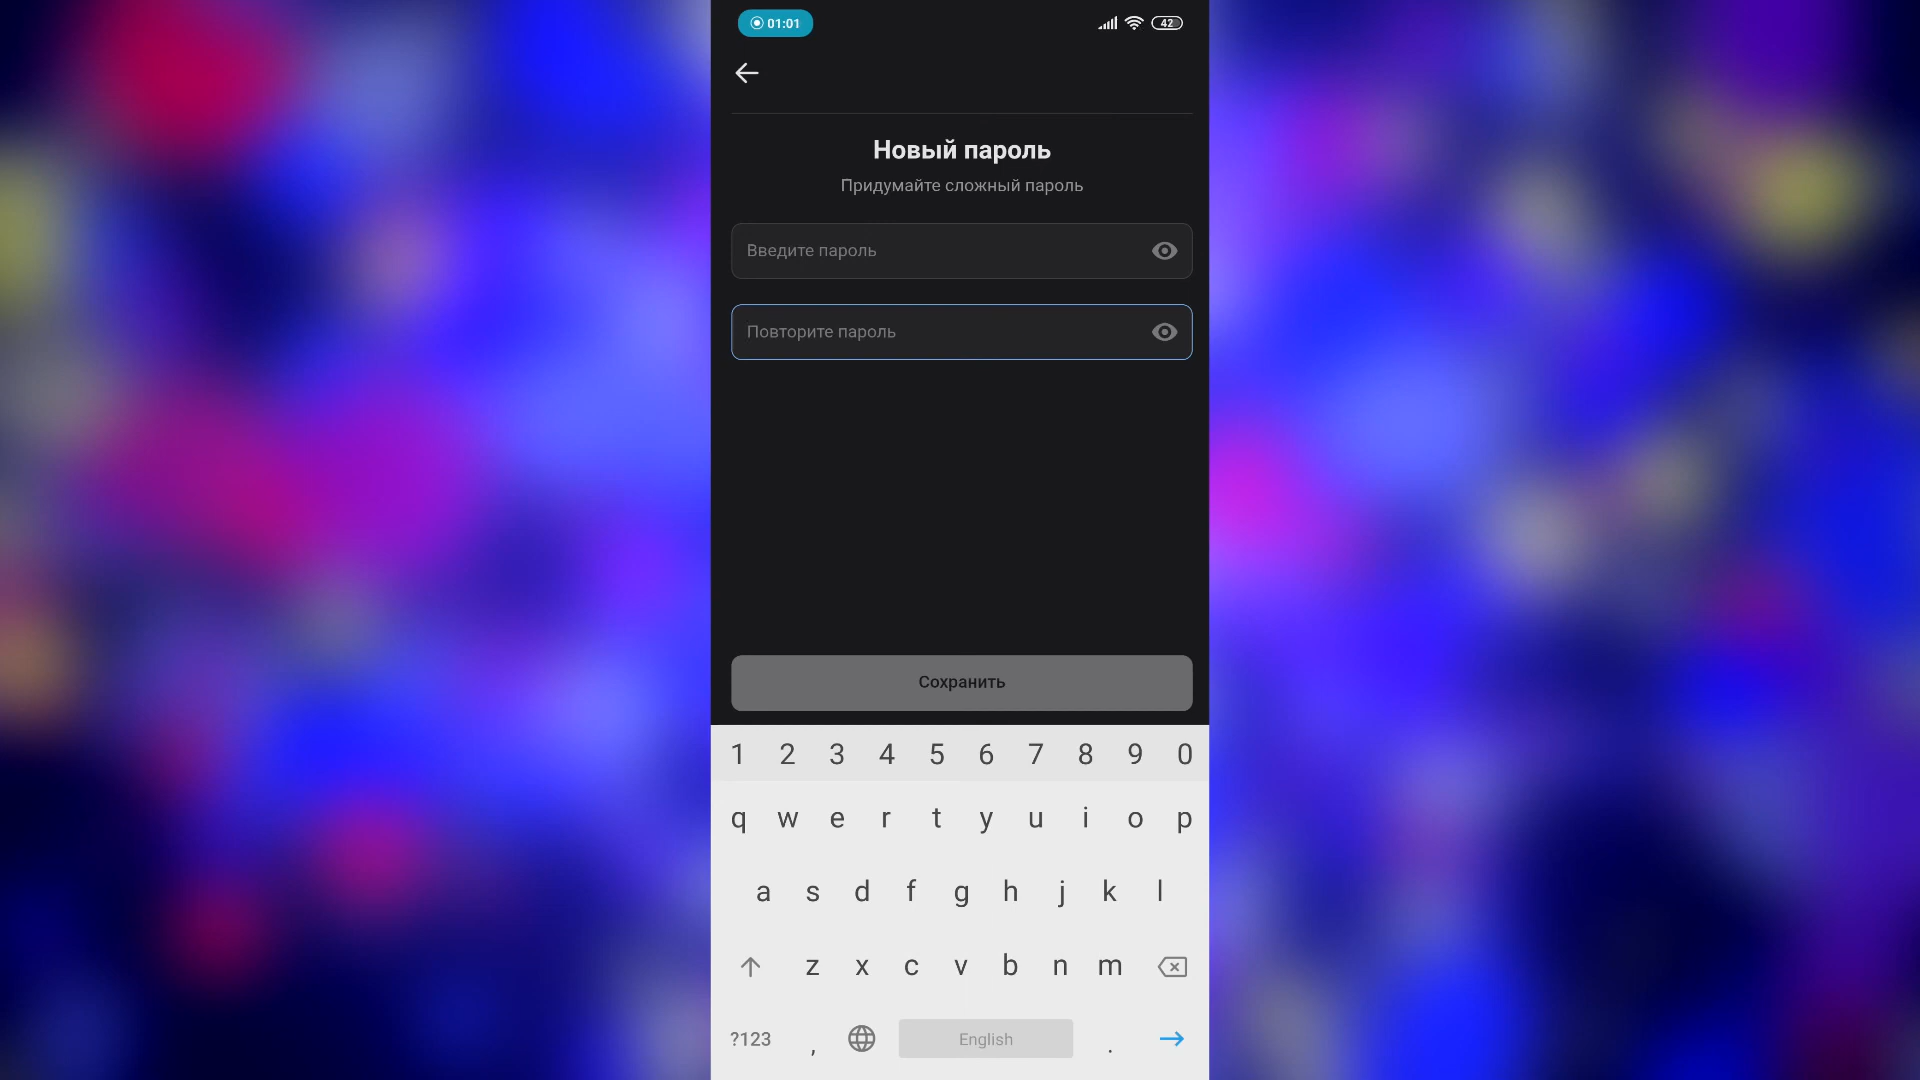 01:01
42
Новый пароль
Придумайте сложный пароль
Введите пароль
Повторите пароль
Сохранить
1 2 3 4 5 6 7 8 9 0
q w e r t y u i o p
a s d f g h j k l
z x c v b n m
?123 , English .